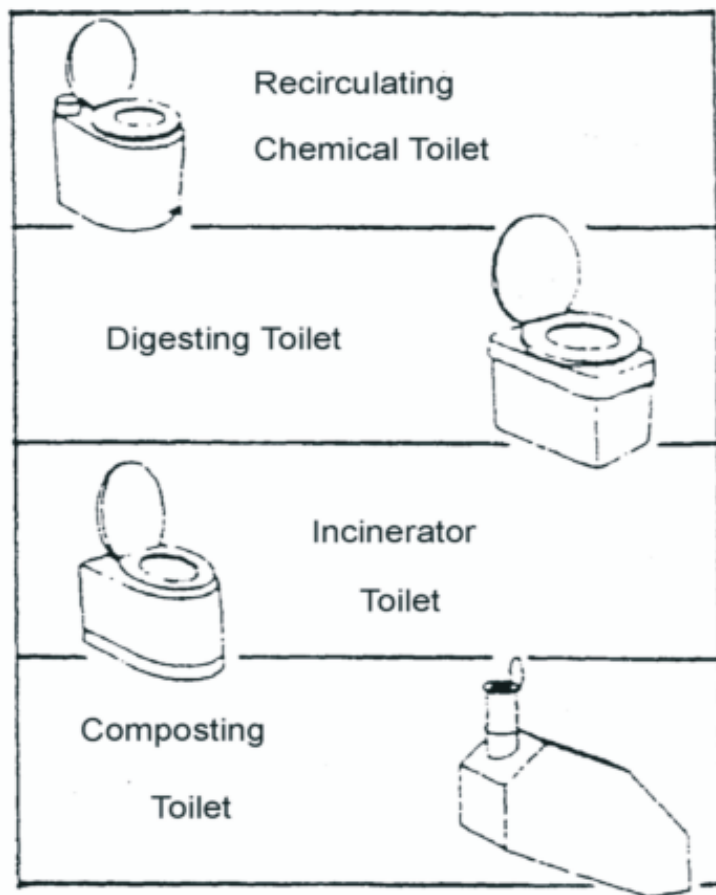 Recirculating
Chemical Toilet
Digesting Toilet
Incinerator
Toilet
Composting
Toilet